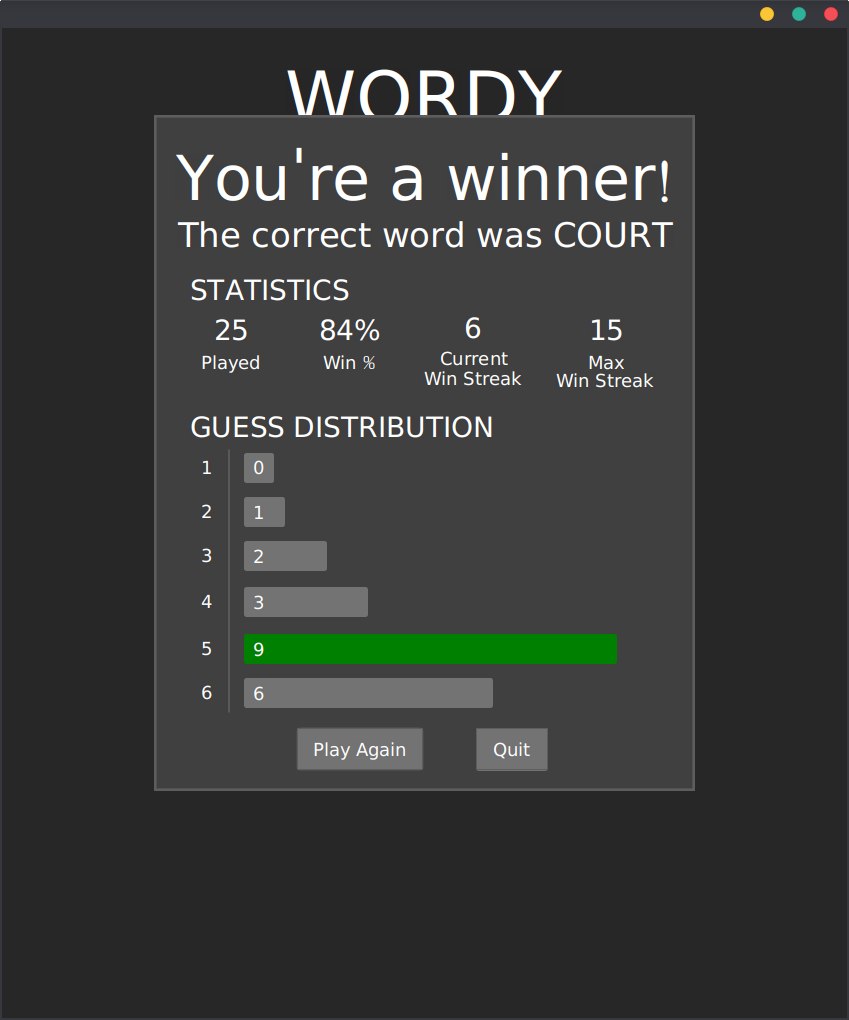 WORDY
You're a winner!
The correct word was COURT
STATISTICS
25 84% 6 15
Played Win % Current Win Streak Max Win Streak
GUESS DISTRIBUTION
1 0
2 1
3 2
4 3
5 9
6 6
Play Again Quit